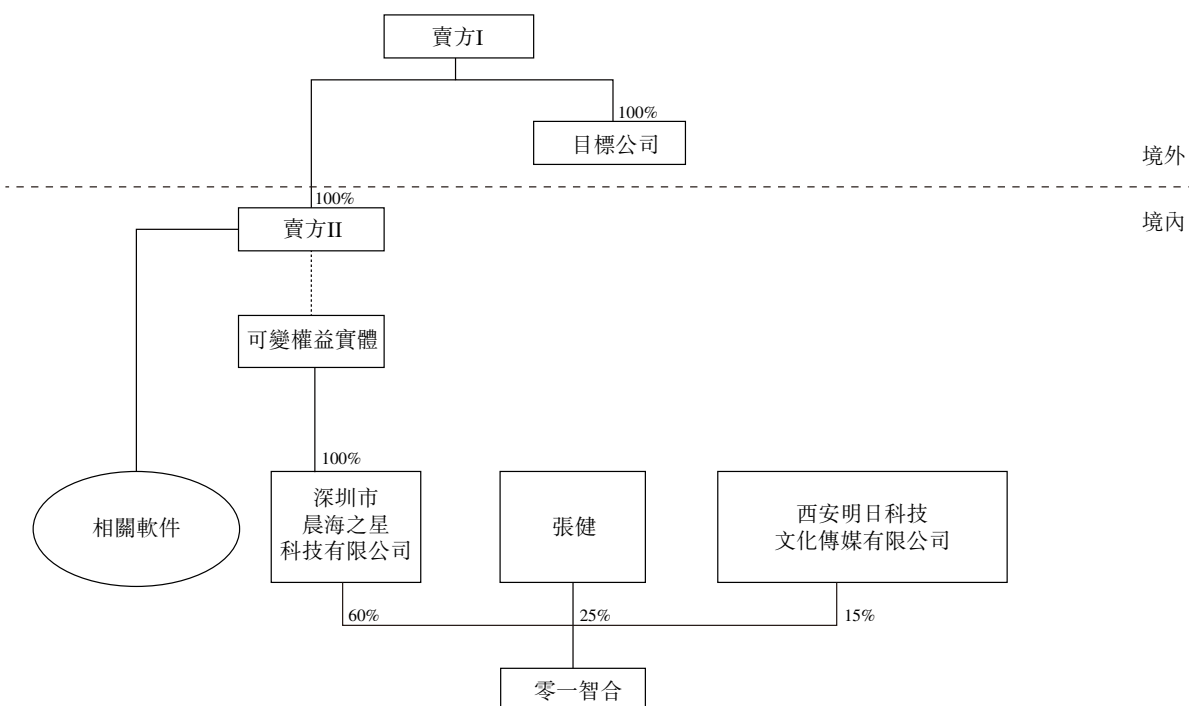 賣方I
100%
目標公司
境外
100%
賣方II
境內
可變權益實體
100%
相關軟件
深圳市
晨海之星
科技有限公司
張健
西安明日科技
文化傳媒有限公司
60%
25%
15%
零一智合